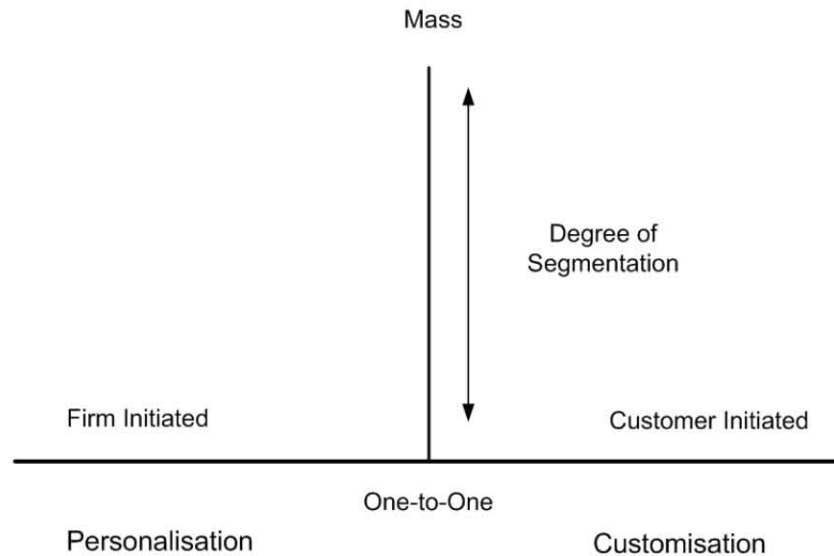 Mass
Degree of
Segmentation
Firm Initiated
Customer Initiated
One-to-One
Personalisation
Customisation